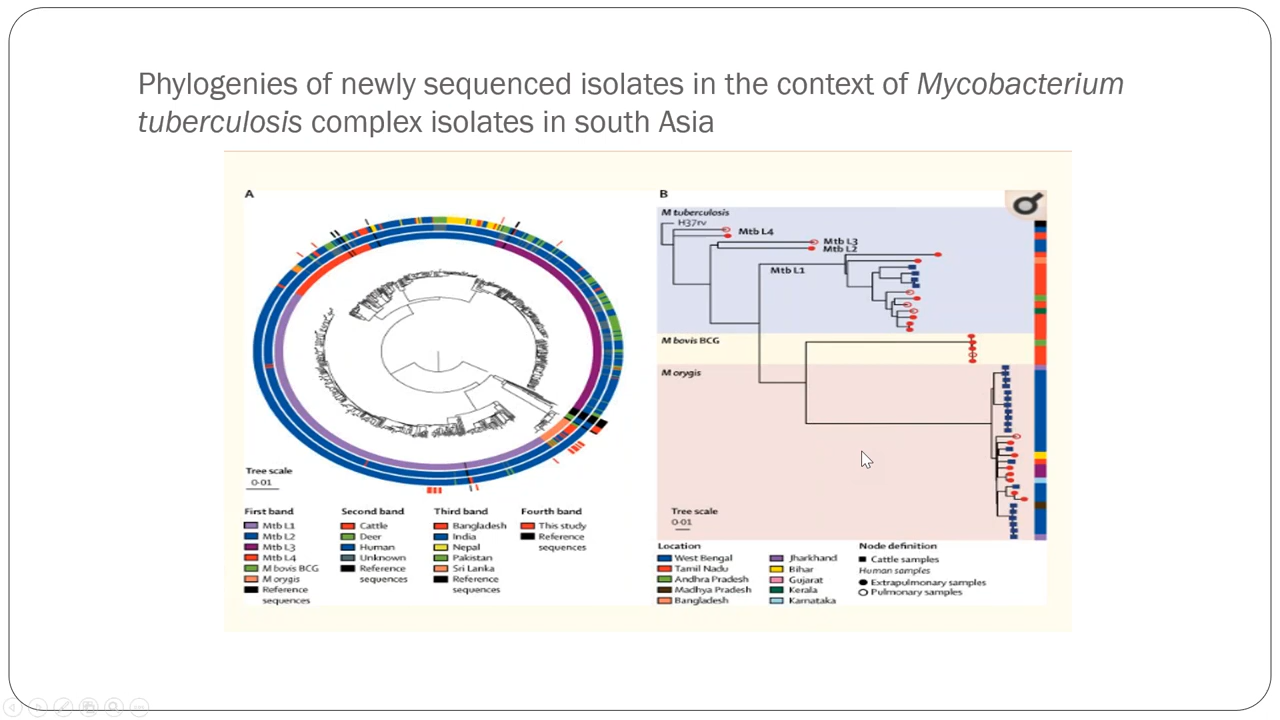 Phylogenies of newly sequenced isolates in the context of Mycobacterium
tuberculosis complex isolates in south Asia
A
Tree scale
0·01
First band
Mtb L1
Mtb L2
Mtb L3
Mtb L4
M bovis BCG
M orygis
Reference
sequences
Second band
Cattle
Deer
Human
Unknown
Reference
sequences
Third band
Bangladesh
India
Nepal
Pakistan
Sri Lanka
Reference
sequences
Fourth band
This study
Reference
sequences
B
M tuberculosis
H37rv
Mtb L4
Mtb L3
Mtb L2
Mtb L1
M bovis BCG
M orygis
Tree scale
0·01
Location
West Bengal
Tamil Nadu
Andhra Pradesh
Madhya Pradesh
Bangladesh
Jharkhand
Bihar
Gujarat
Kerala
Karnataka
Node definition
Cattle samples
Human samples
Extrapulmonary samples
Pulmonary samples